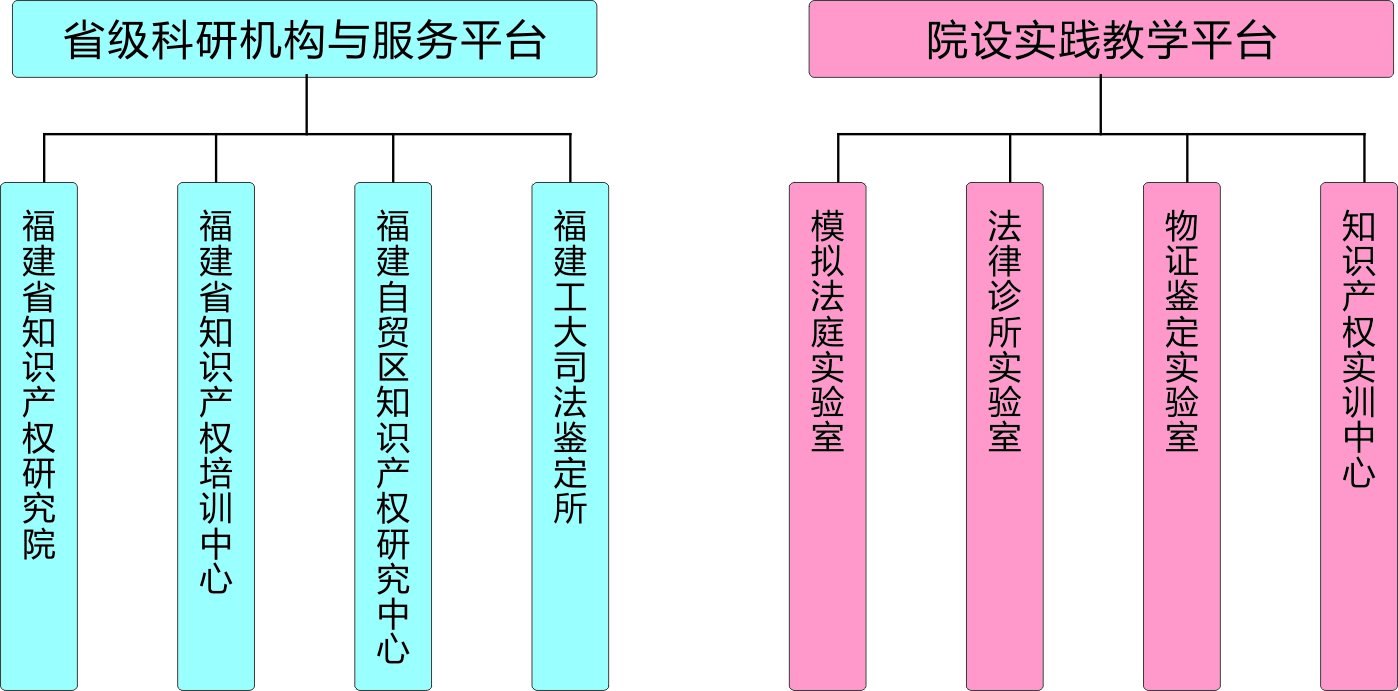 省级科研机构与服务平台
福建省知识产权研究院
福建省知识产权培训中心
福建自贸区知识产权研究中心
福建工大司法鉴定所
院设实践教学平台
模拟法庭实验室
法律诊所实验室
物证鉴定实验室
知识产权实训中心